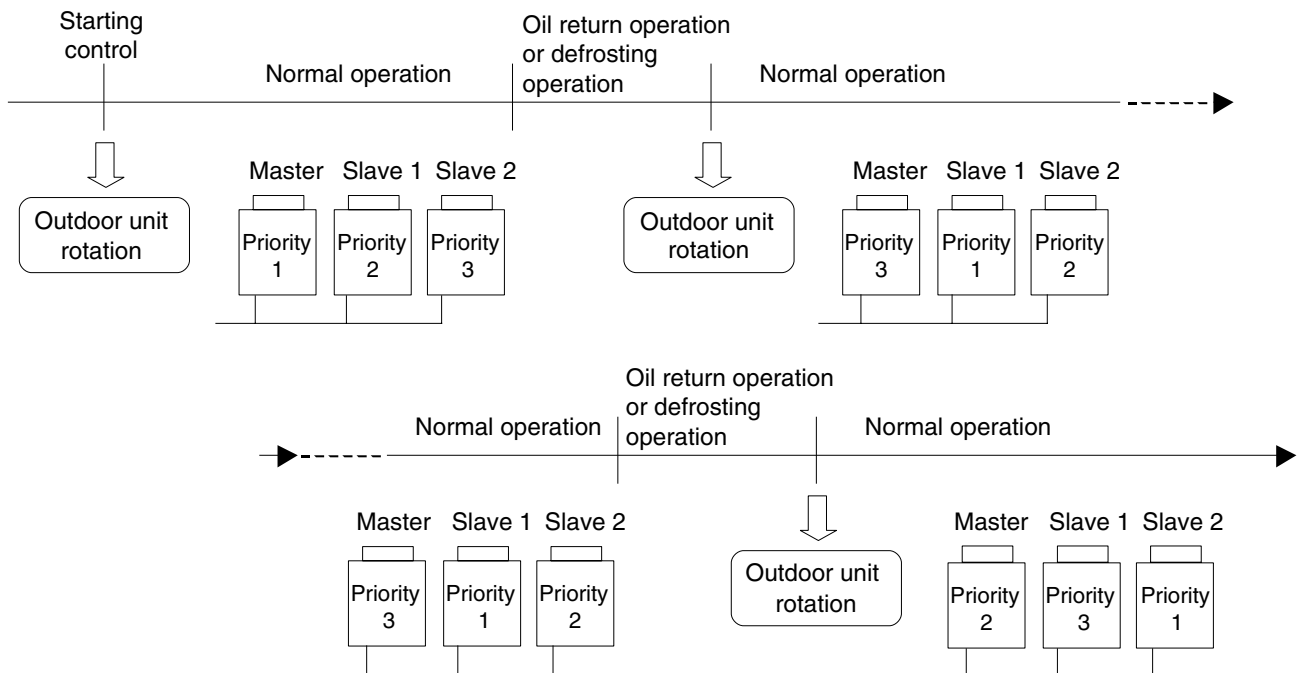 Starting
control
Normal operation
Oil return operation
or defrosting
operation
Normal operation
Outdoor unit
rotation
Master Slave 1 Slave 2
Priority
1
Priority
2
Priority
3
Outdoor unit
rotation
Master Slave 1 Slave 2
Priority
3
Priority
1
Priority
2
Normal operation
Oil return operation
or defrosting
operation
Normal operation
Master Slave 1 Slave 2
Priority
3
Priority
1
Priority
2
Outdoor unit
rotation
Master Slave 1 Slave 2
Priority
2
Priority
3
Priority
1